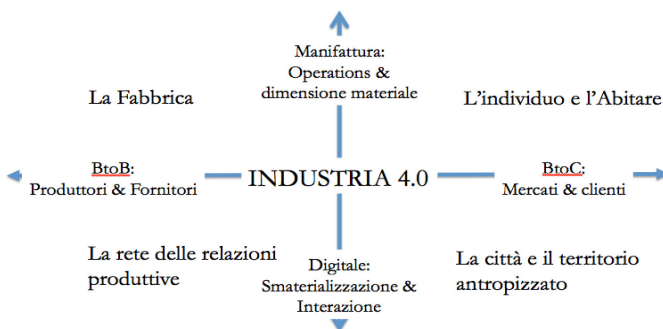 Manifattura:
Operations &
dimensione materiale
La Fabbrica
L'individuo e l'Abitare
BtoB:
Produttori & Fornitori
INDUSTRIA 4.0
BtoC:
Mercati & clienti
La rete delle relazioni
produttive
Digitale:
Smaterializzazione &
Interazione
La città e il territorio
antropizzato